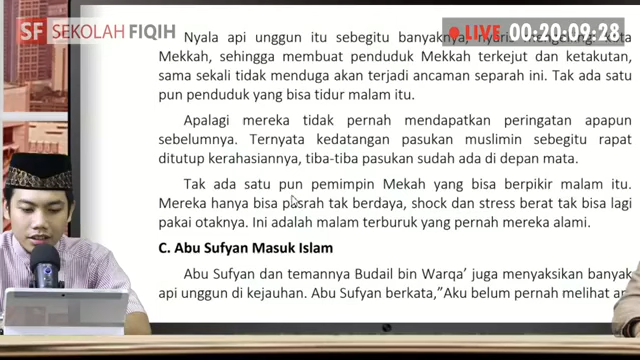 SF SEKOLAH FIQIH
LIVE 00:20:09:28
Nyala api unggun itu sebegitu banyaknya, nyaris
Mekkah, sehingga membuat penduduk Mekkah terkejut dan ketakutan,
sama sekali tidak menduga akan terjadi ancaman separah ini. Tak ada satu
pun penduduk yang bisa tidur malam itu.
Apalagi mereka tidak pernah mendapatkan peringatan apapun
sebelumnya. Ternyata kedatangan pasukan muslimin sebegitu rapat
ditutup kerahasiannya, tiba-tiba pasukan sudah ada di depan mata.
Tak ada satu pun pemimpin Mekah yang bisa berpikir malam itu.
Mereka hanya bisa pasrah tak berdaya, shock dan stress berat tak bisa lagi
pakai otaknya. Ini adalah malam terburuk yang pernah mereka alami.
C. Abu Sufyan Masuk Islam
Abu Sufyan dan temannya Budail bin Warqa’ juga menyaksikan banyak
api unggun di kejauhan. Abu Sufyan berkata,”Aku belum pernah melihat